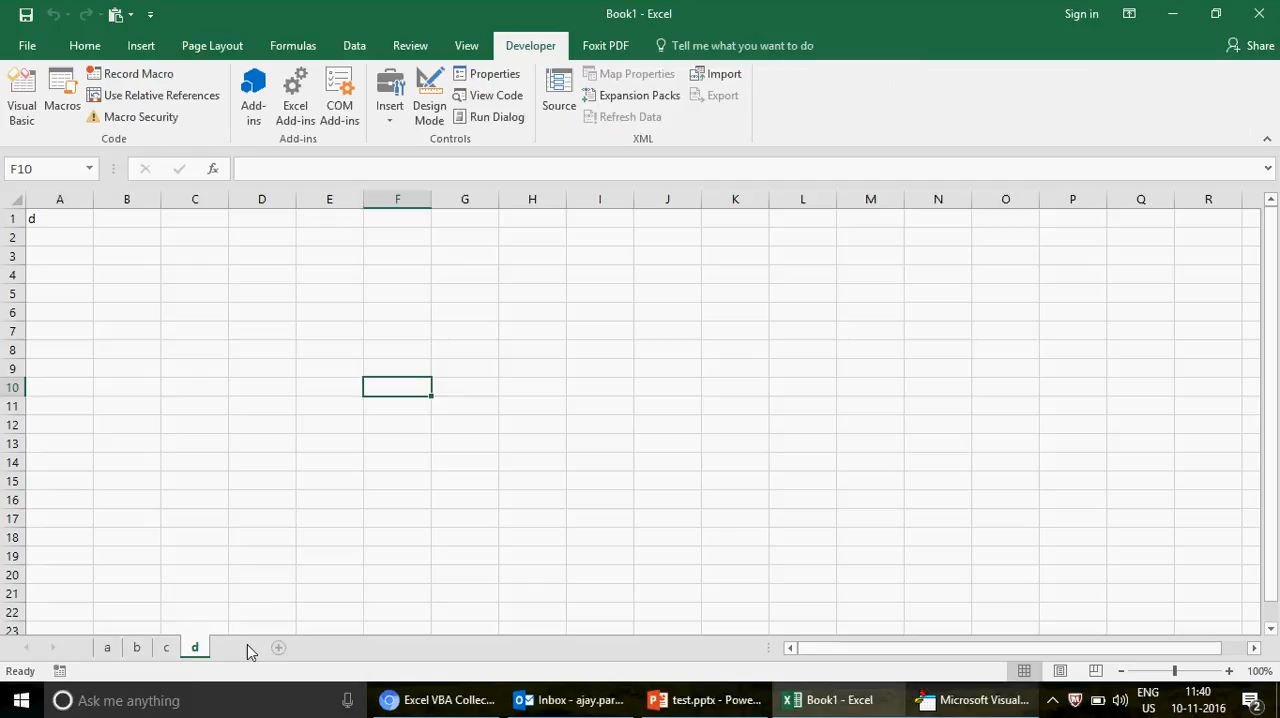 Book1 - Excel
Sign in
File Home Insert Page Layout Formulas Data Review View Developer Foxit PDF Tell me what you want to do Share
Visual Basic
Macros
Record Macro
Use Relative References
Macro Security
Code
Add-ins
Excel Add-ins
COM Add-ins
Add-ins
Insert
Design Mode
Properties
View Code
Run Dialog
Controls
Source
Map Properties
Expansion Packs
Refresh Data
Import
Export
XML
F10 fx
A B C D E F G H I J K L M N O P Q R
1 d
2
3
4
5
6
7
8
9
10
11
12
13
14
15
16
17
18
19
20
21
22
23
a b c d
Ready 100%
Ask me anything Excel VBA Collec... Inbox - ajay.par... test.pptx - Powe... Book1 - Excel Microsoft Visual... ENG 11:40
US 10-11-2016 2